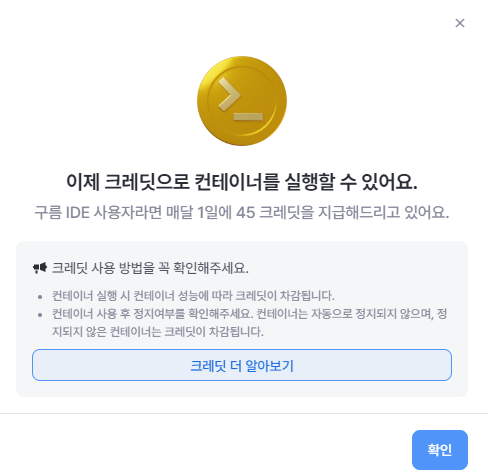 이제 크레딧으로 컨테이너를 실행할 수 있어요.
구름 IDE 사용자라면 매달 1일에 45 크레딧을 지급해드리고 있어요.
크레딧 사용 방법을 꼭 확인해주세요.
• 컨테이너 실행 시 컨테이너 성능에 따라 크레딧이 차감됩니다.
• 컨테이너 사용 후 정지여부를 확인해주세요. 컨테이너는 자동으로 정지되지 않으며, 정
지되지 않은 컨테이너는 크레딧이 차감됩니다.
크레딧 더 알아보기
확인